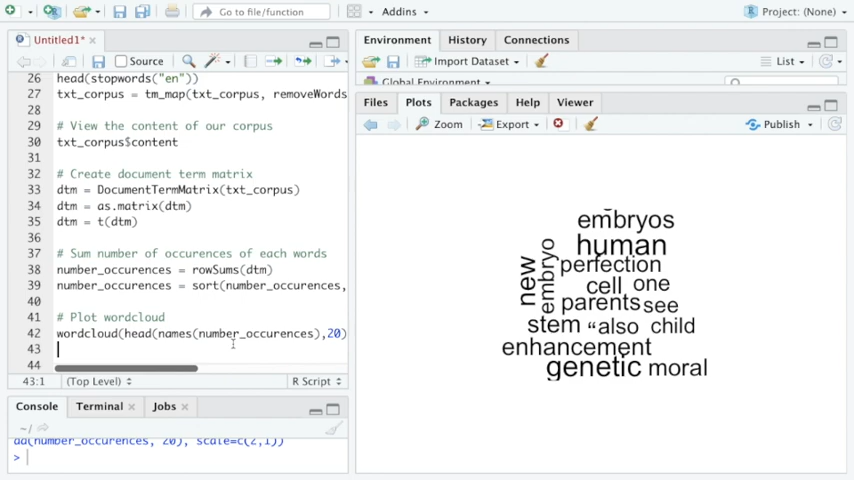 Go to file/function
Addins
Project: (None)
Untitled1*
Source
26 head(stopwords("en"))
27 txt_corpus = tm_map(txt_corpus, removeWords
28
29 # View the content of our corpus
30 txt_corpus$content
31
32 # Create document term matrix
33 dtm = DocumentTermMatrix(txt_corpus)
34 dtm = as.matrix(dtm)
35 dtm = t(dtm)
36
37 # Sum number of occurences of each words
38 number_occurences = rowSums(dtm)
39 number_occurences = sort(number_occurences,
40
41 # Plot wordcloud
42 wordcloud(head(names(number_occurences),20)
43
44
43:1 (Top Level) R Script
Console Terminal Jobs
~/
ad(number_occurences, 20), scale=c(2,1))
>
Environment History Connections
Import Dataset List
Global Environment
Files Plots Packages Help Viewer
Zoom Export Publish
embryos
human
new embryo perfection
cell one
parents see
stem “also child
enhancement
genetic moral